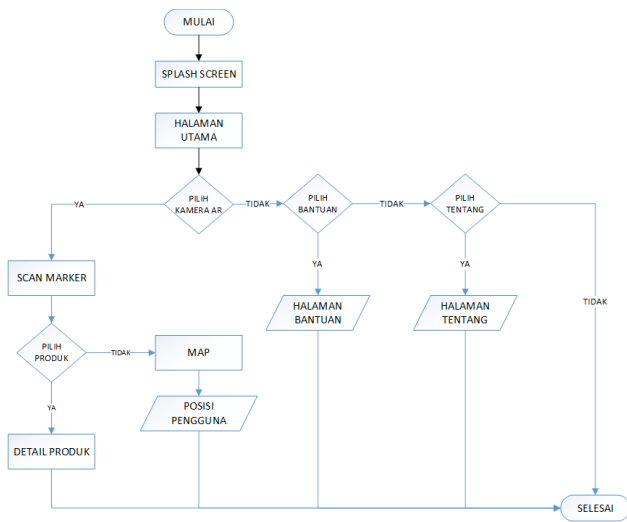 MULAI
SPLASH SCREEN
HALAMAN
UTAMA
PILIH
KAMERA AR
YA
TIDAK
PILIH
BANTUAN
TIDAK
PILIH
TENTANG
YA
YA
TIDAK
SCAN MARKER
HALAMAN
BANTUAN
HALAMAN
TENTANG
PILIH
PRODUK
TIDAK
MAP
YA
POSISI
PENGGUNA
DETAIL PRODUK
SELESAI